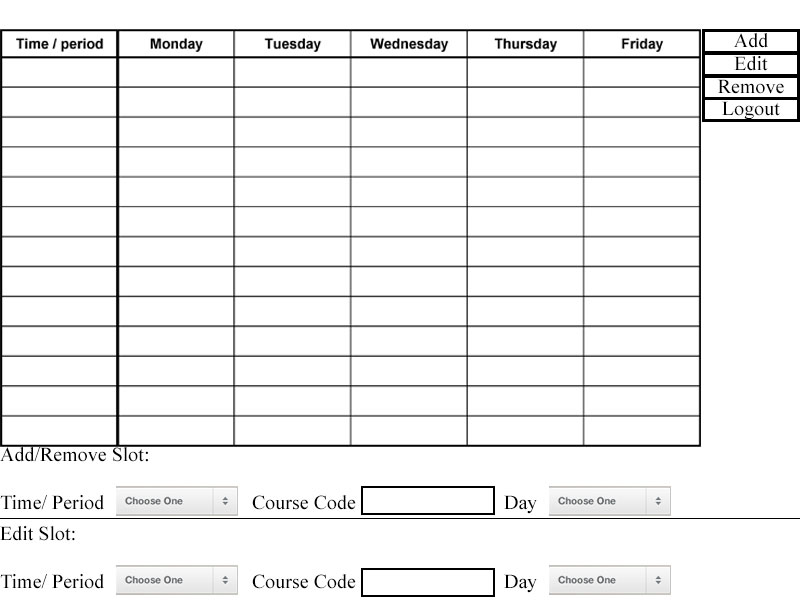 Time / period Monday Tuesday Wednesday Thursday Friday
Add
Edit
Remove
Logout
Add/Remove Slot:
Time/ Period Choose One Course Code Day Choose One
Edit Slot:
Time/ Period Choose One Course Code Day Choose One